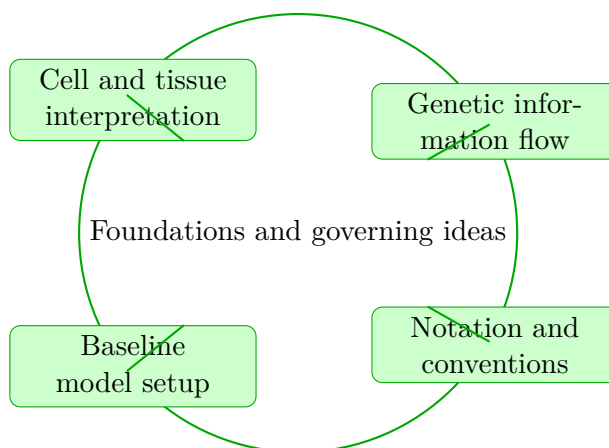 Cell and tissue
interpretation
Genetic infor-
mation flow
Foundations and governing ideas
Baseline
model setup
Notation and
conventions